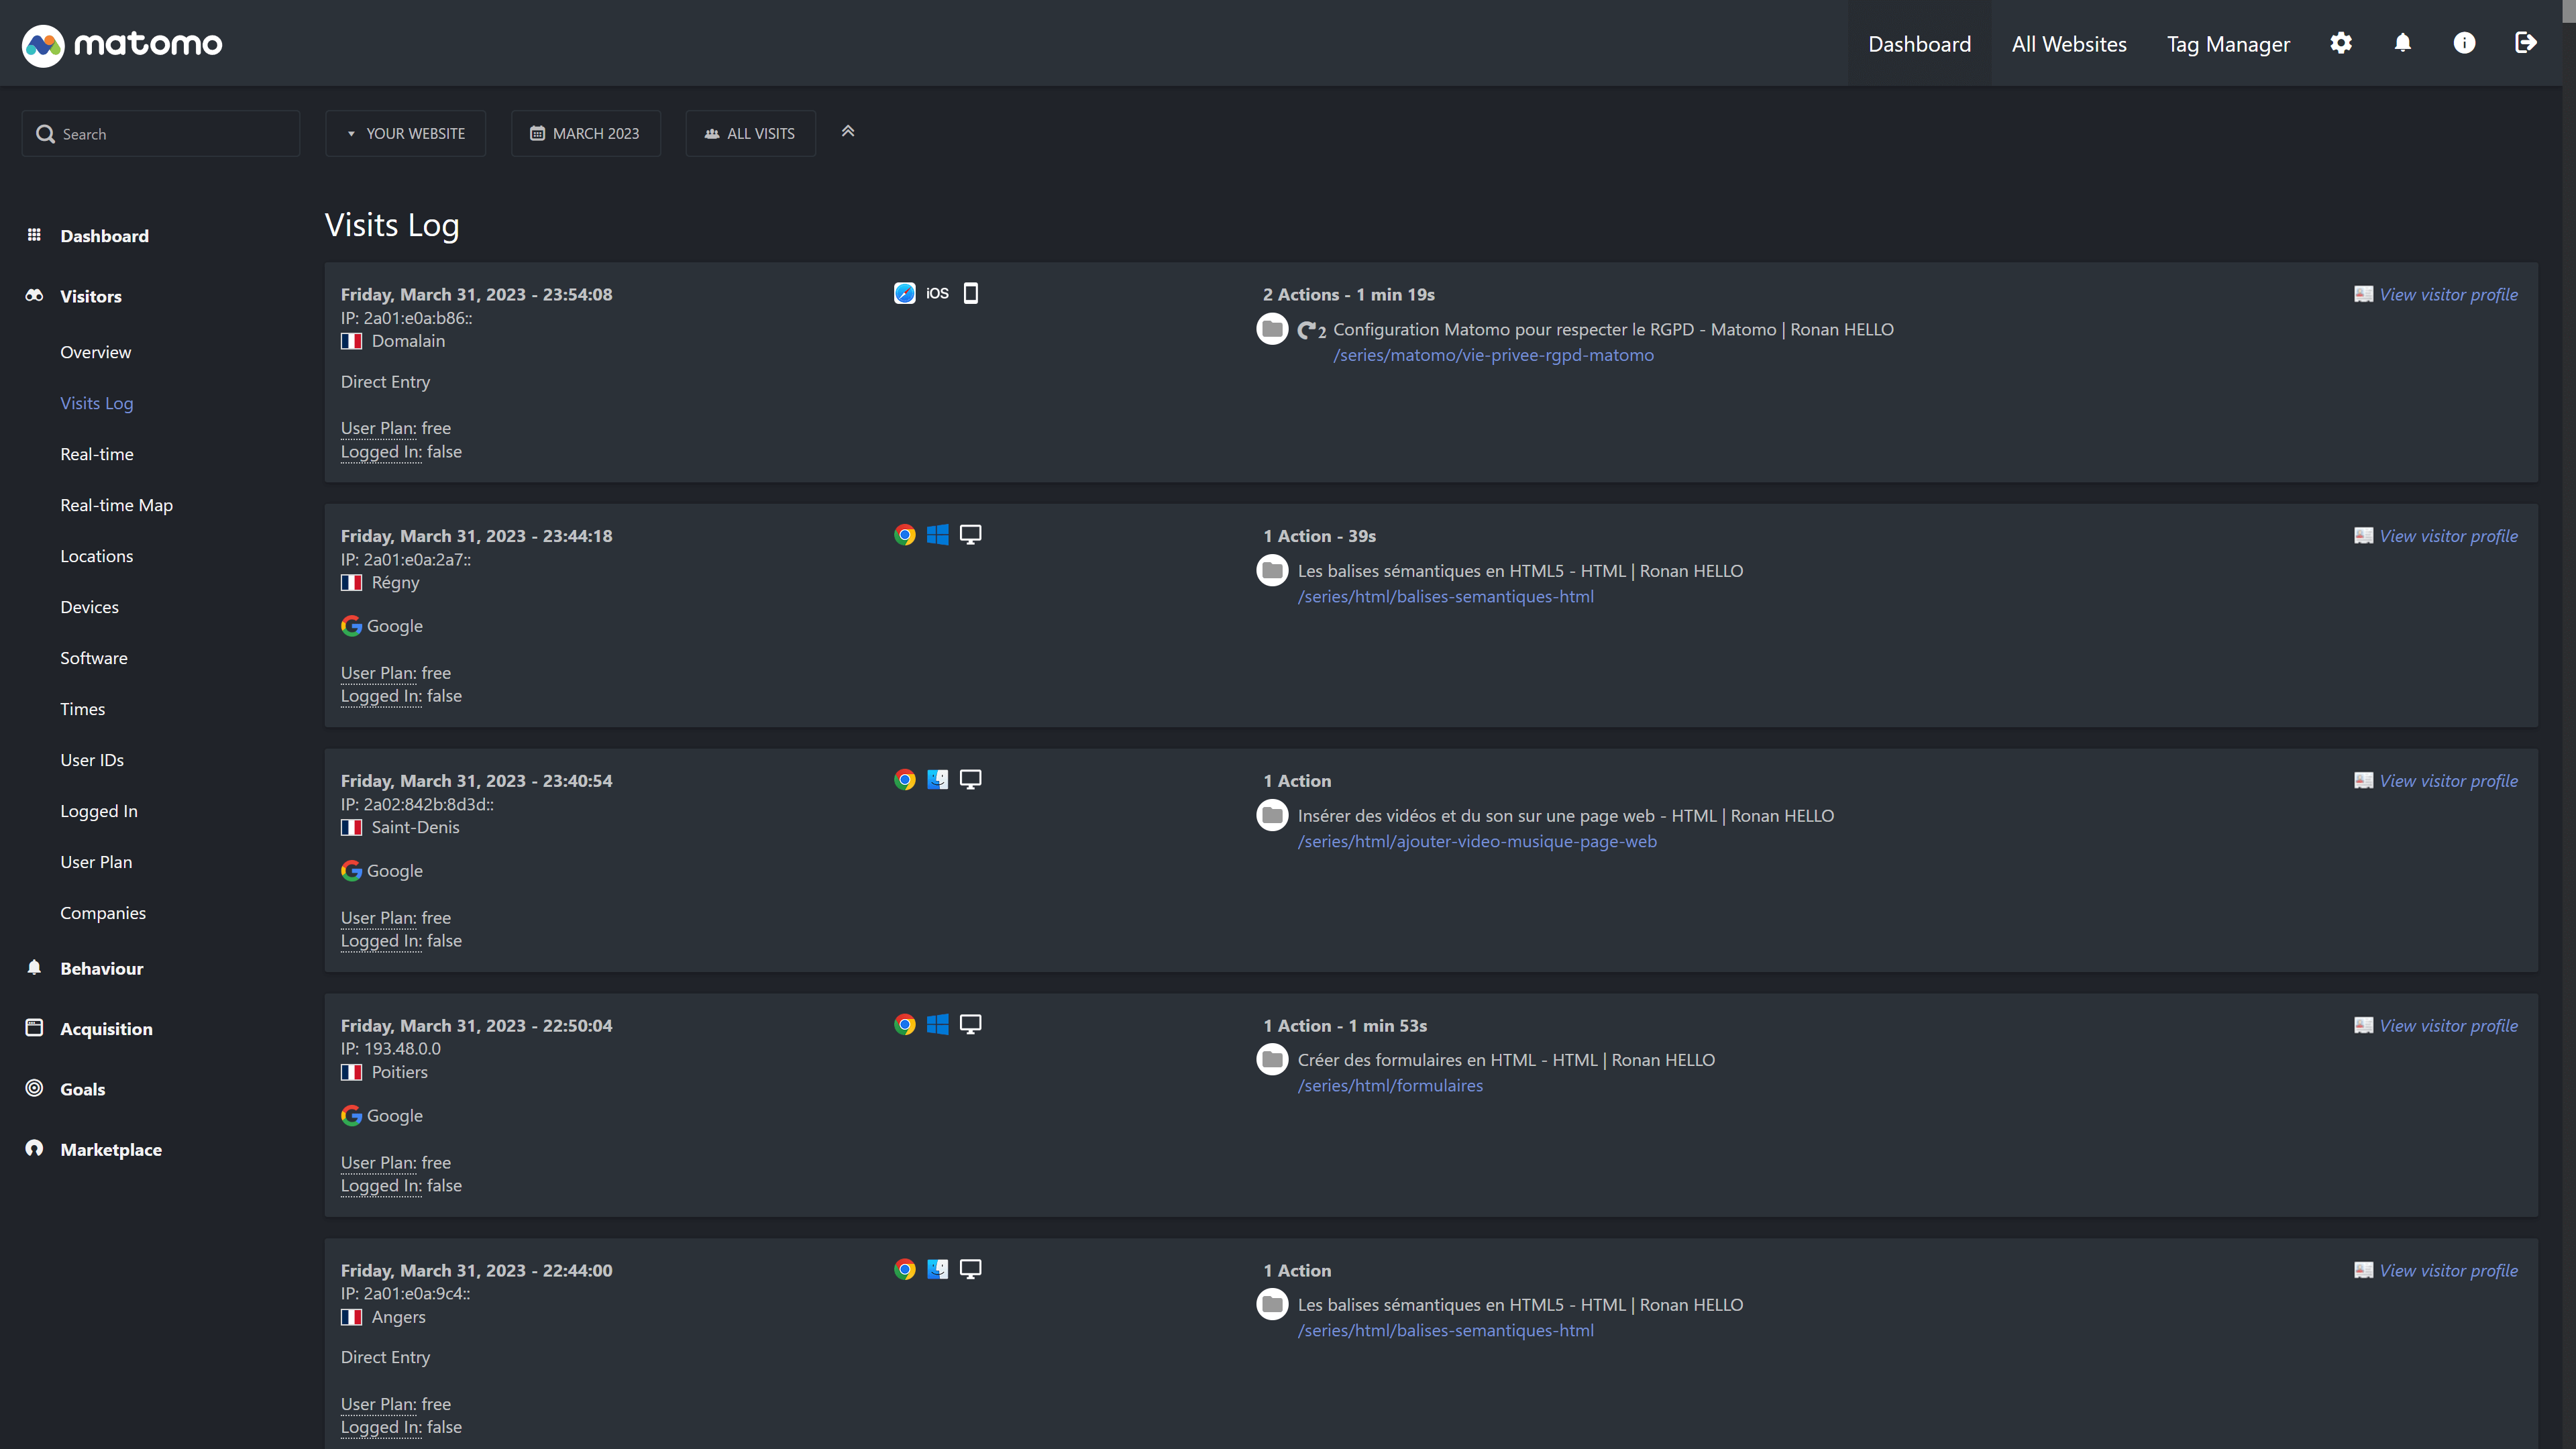 matomo
Dashboard
All Websites
Tag Manager
Search
YOUR WEBSITE
MARCH 2023
ALL VISITS
Dashboard
Visitors
Overview
Visits Log
Real-time
Real-time Map
Locations
Devices
Software
Times
User IDs
Logged In
User Plan
Companies
Behaviour
Acquisition
Goals
Marketplace
Visits Log
Friday, March 31, 2023 - 23:54:08
IP: 2a01:e0a:b86::
Domalain
Direct Entry
User Plan: free
Logged In: false
iOS
2 Actions - 1 min 19s
2 Configuration Matomo pour respecter le RGPD - Matomo | Ronan HELLO
/series/matomo/vie-privee-rgpd-matomo
View visitor profile
Friday, March 31, 2023 - 23:44:18
IP: 2a01:e0a:2a7::
Régny
Google
User Plan: free
Logged In: false
1 Action - 39s
Les balises sémantiques en HTML5 - HTML | Ronan HELLO
/series/html/balises-semantiques-html
View visitor profile
Friday, March 31, 2023 - 23:40:54
IP: 2a02:842b:8d3d::
Saint-Denis
Google
User Plan: free
Logged In: false
1 Action
Insérer des vidéos et du son sur une page web - HTML | Ronan HELLO
/series/html/ajouter-video-musique-page-web
View visitor profile
Friday, March 31, 2023 - 22:50:04
IP: 193.48.0.0
Poitiers
Google
User Plan: free
Logged In: false
1 Action - 1 min 53s
Créer des formulaires en HTML - HTML | Ronan HELLO
/series/html/formulaires
View visitor profile
Friday, March 31, 2023 - 22:44:00
IP: 2a01:e0a:9c4::
Angers
Direct Entry
User Plan: free
Logged In: false
1 Action
Les balises sémantiques en HTML5 - HTML | Ronan HELLO
/series/html/balises-semantiques-html
View visitor profile